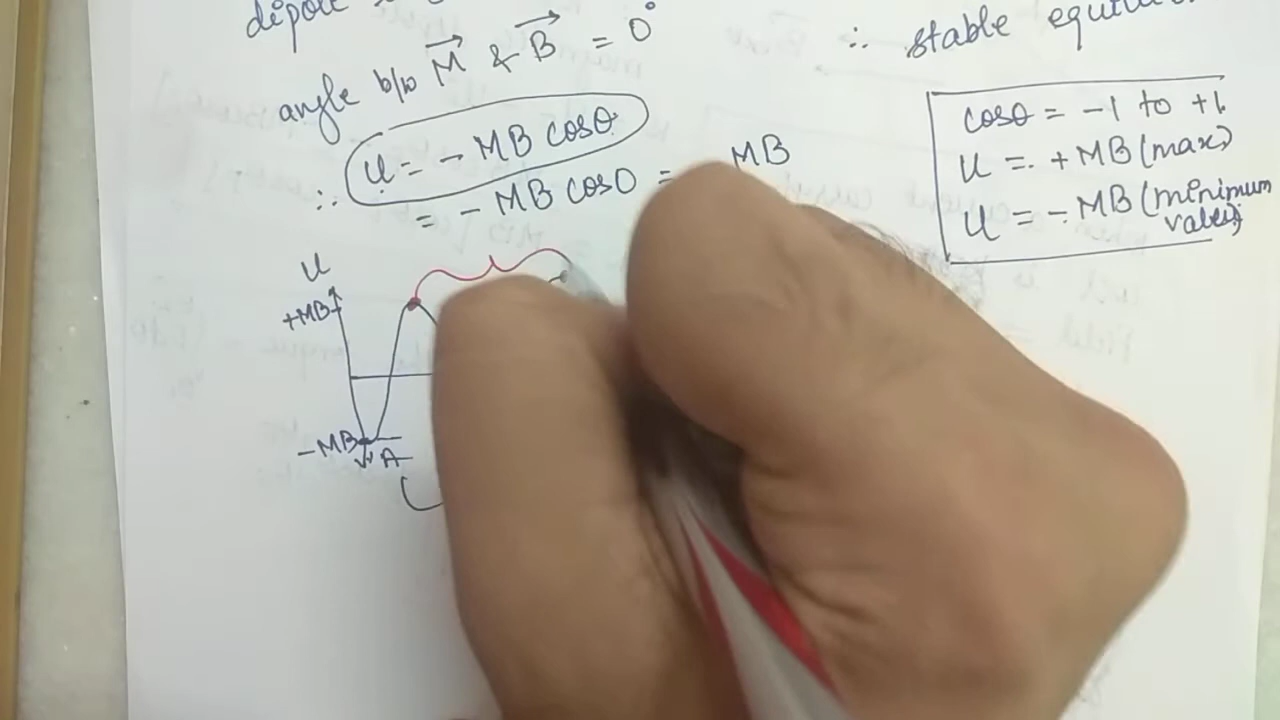 dipole
angle b/w M & B = 0°
∴ U = - MB cosθ
= - MB cos0 = MB
∴ stable
cosθ = -1 to +1
U = + MB (max)
U = - MB (minimum
value)
U
+MB
-MB
A